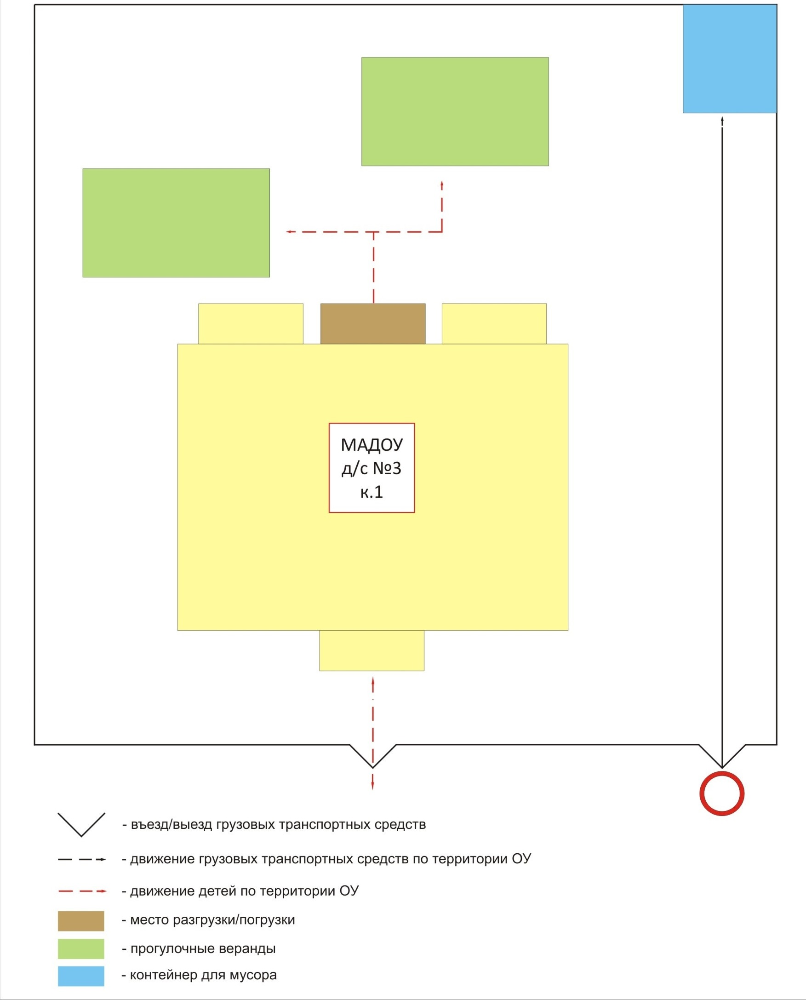 МАДОУ
д/с №3
к.1
- въезд/выезд грузовых транспортных средств
- движение грузовых транспортных средств по территории ОУ
- движение детей по территории ОУ
- место разгрузки/погрузки
- прогулочные веранды
- контейнер для мусора